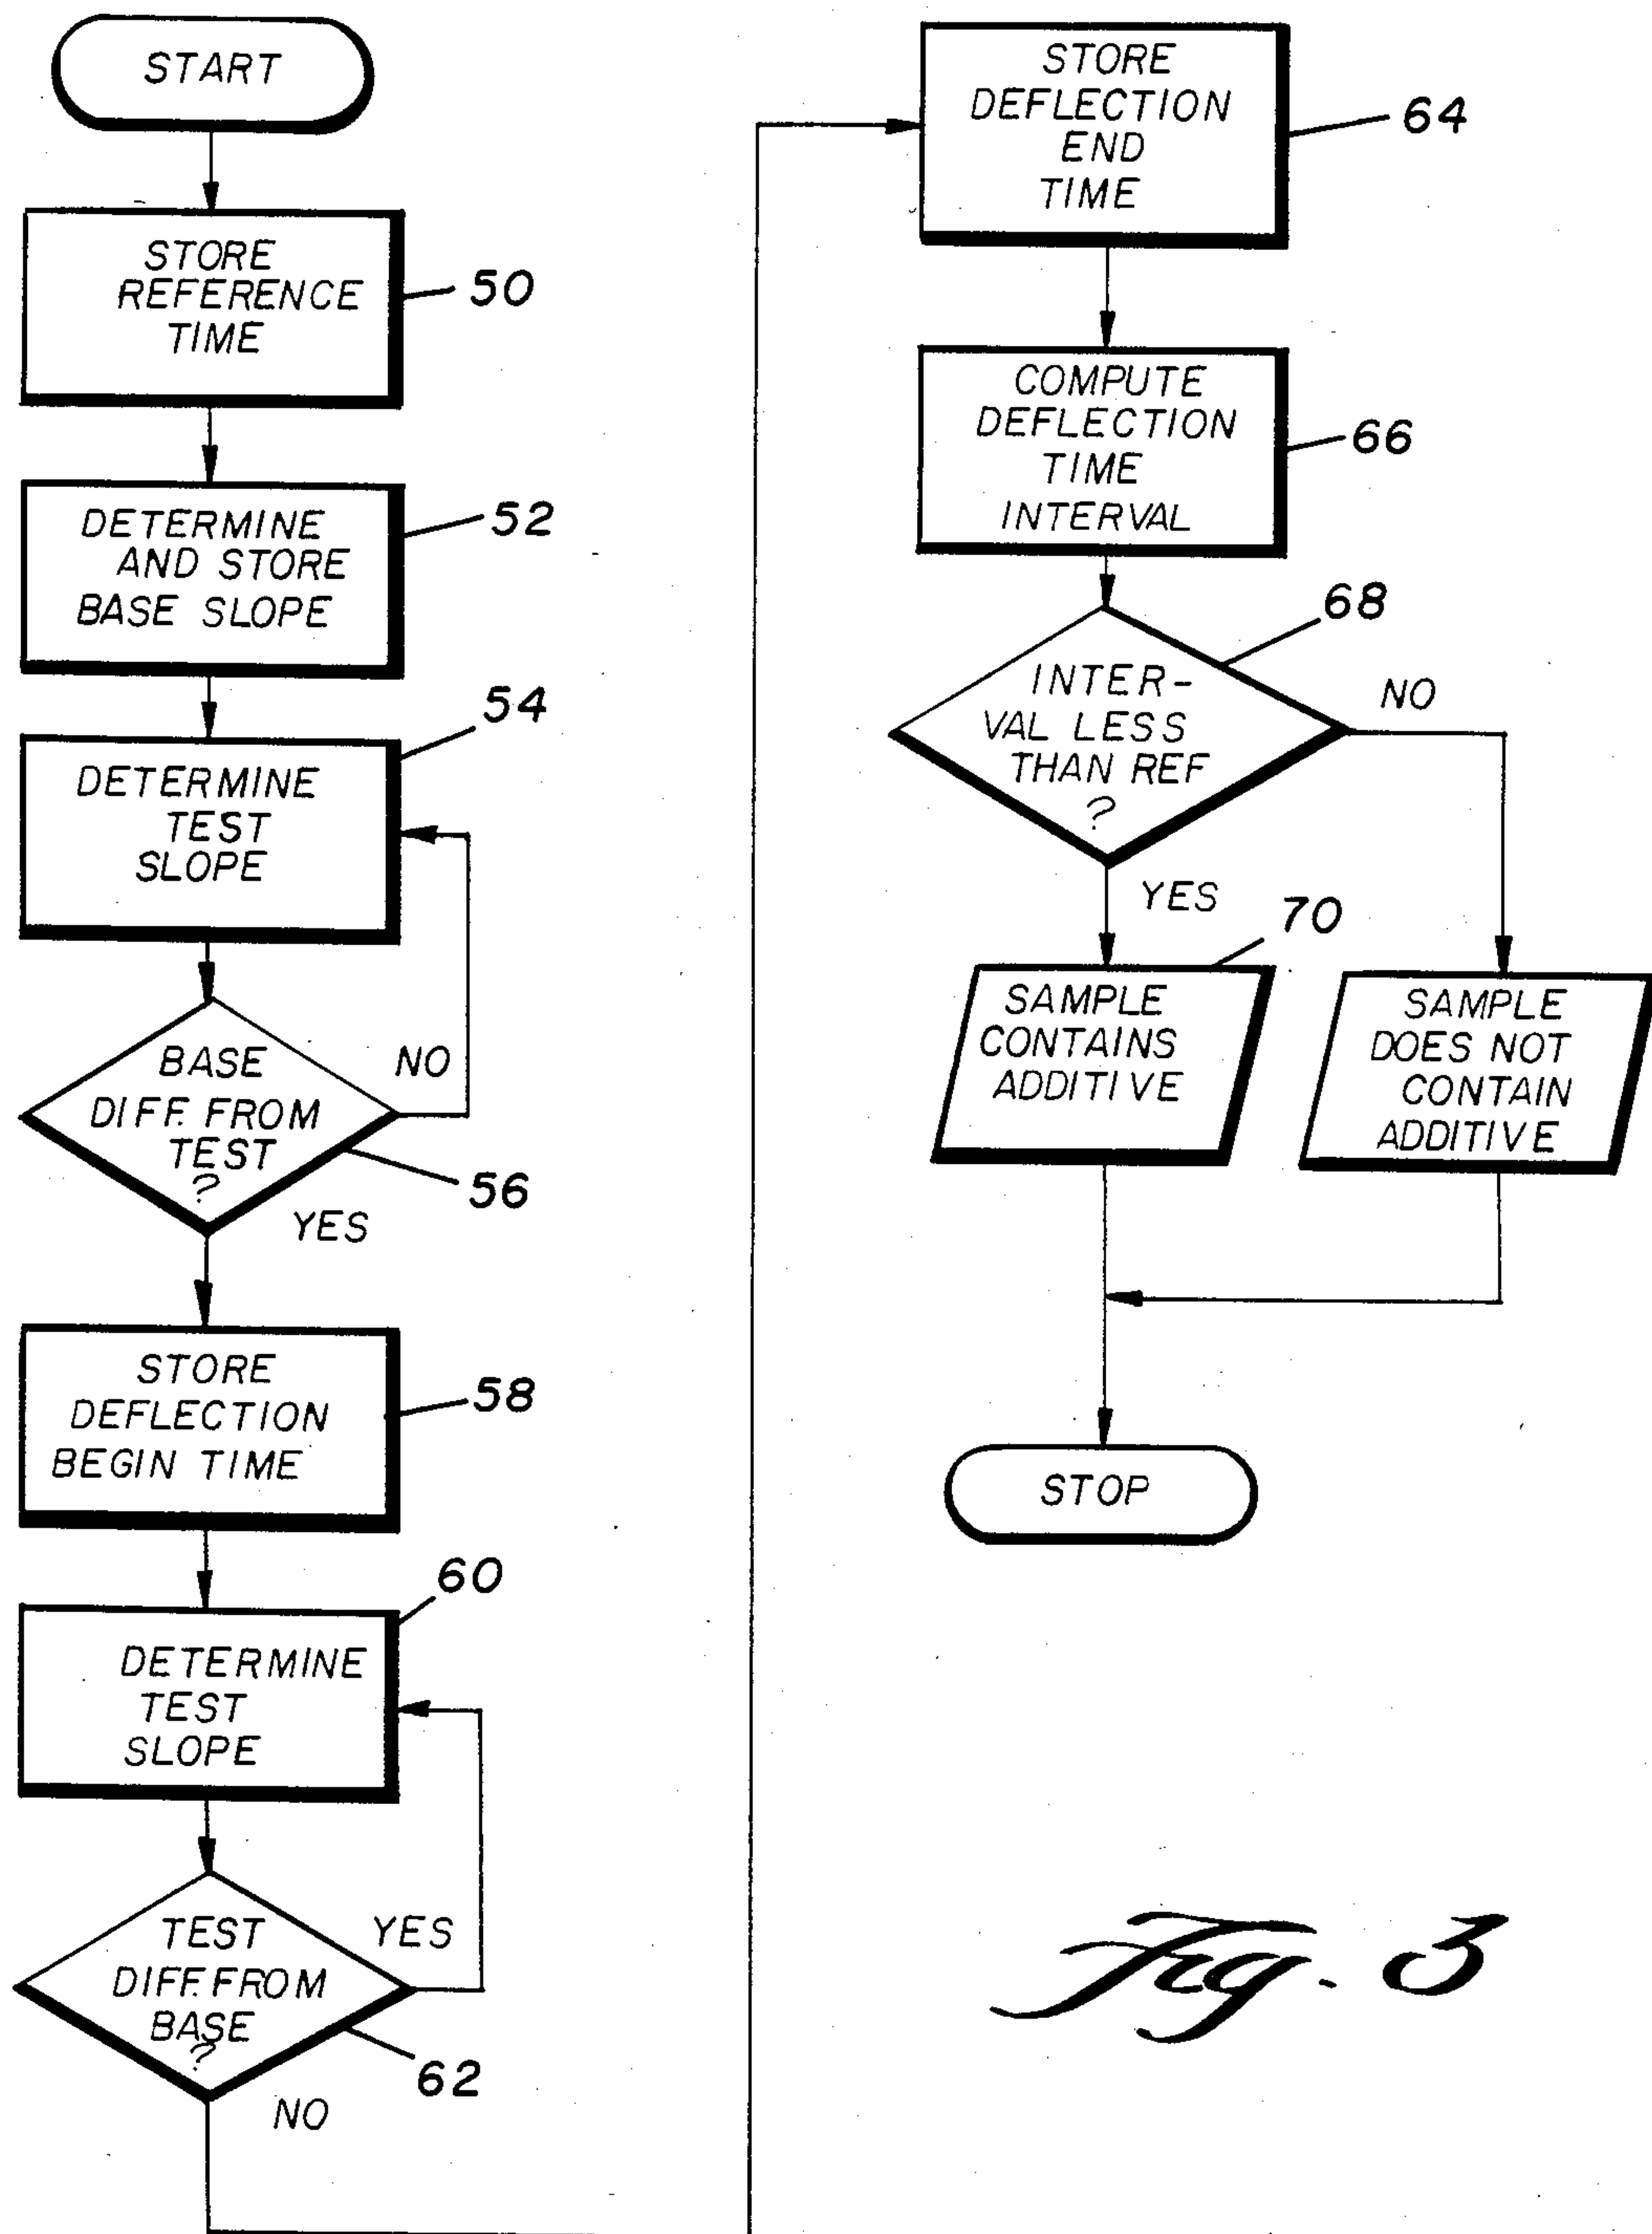 START
STORE
REFERENCE
TIME
50
DETERMINE
AND STORE
BASE SLOPE
52
54
DETERMINE
TEST
SLOPE
BASE
DIFF. FROM
TEST
?
NO
56
YES
STORE
DEFLECTION
BEGIN TIME
58
60
DETERMINE
TEST
SLOPE
TEST
DIFF. FROM
BASE
?
YES
62
NO
STORE
DEFLECTION
END
TIME
64
COMPUTE
DEFLECTION
TIME
INTERVAL
66
68
INTER-
VAL LESS
THAN REF
?
NO
YES
70
SAMPLE
CONTAINS
ADDITIVE
SAMPLE
DOES NOT
CONTAIN
ADDITIVE
STOP
Fig. 3